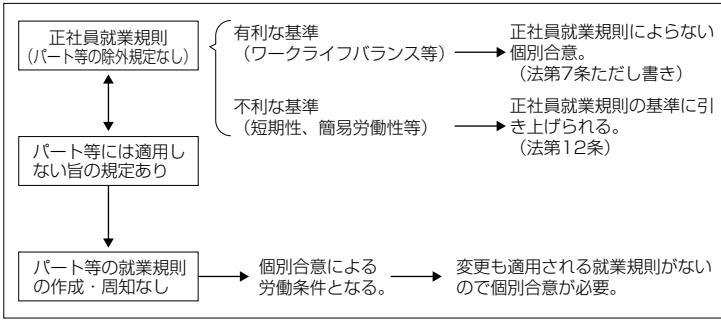 正社員就業規則
(パート等の除外規定なし)
有利な基準
（ワークライフバランス等）
正社員就業規則によらない
個別合意。
（法第7条ただし書き）
不利な基準
（短期性、簡易労働性等）
正社員就業規則の基準に引
き上げられる。
（法第12条）
パート等には適用し
ない旨の規定あり
パート等の就業規則
の作成・周知なし
個別合意による
労働条件となる。
変更も適用される就業規則がない
ので個別合意が必要。